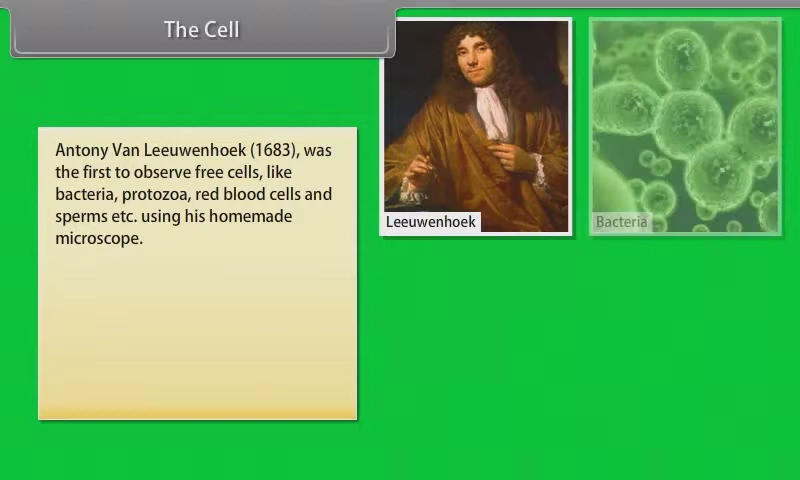 The Cell
Antony Van Leeuwenhoek (1683), was
the first to observe free cells, like
bacteria, protozoa, red blood cells and
sperms etc. using his homemade
microscope.
Leeuwenhoek
Bacteria